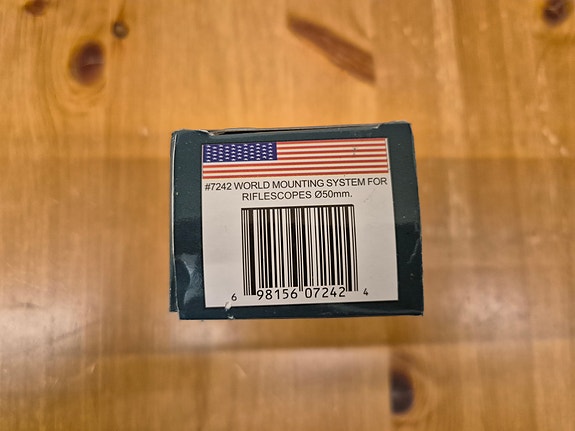 #7242 WORLD MOUNTING SYSTEM FOR
RIFLESCOPES Ø50mm.
6 98156 07242 4